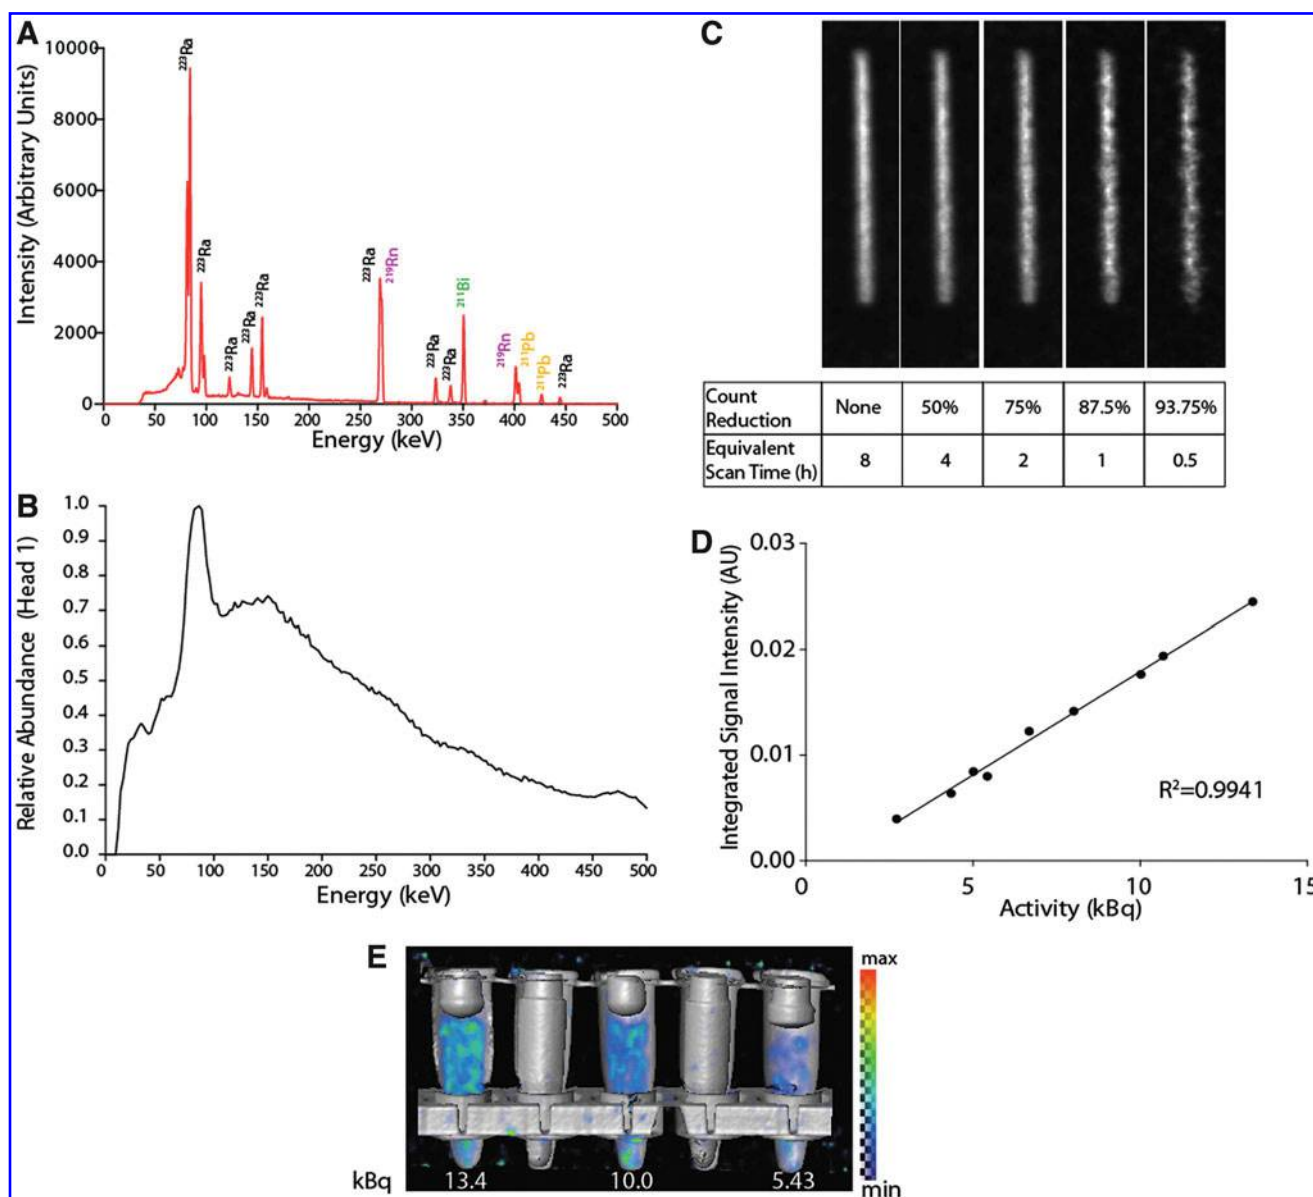 A
Intensity (Arbitrary Units)
10000
8000
6000
4000
2000
0
²²³Ra
²²³Ra
²²³Ra
²²³Ra
²²³Ra
²²³Ra
²¹⁹Rn
²²³Ra
²²³Ra
²¹¹Bi
²¹⁹Rn
²¹¹Pb
²¹¹Pb
²²³Ra
0 50 100 150 200 250 300 350 400 450 500
Energy (keV)
B
Relative Abundance (Head 1)
1.0
0.9
0.8
0.7
0.6
0.5
0.4
0.3
0.2
0.1
0.0
0 50 100 150 200 250 300 350 400 450 500
Energy (keV)
C
Count Reduction None 50% 75% 87.5% 93.75%
Equivalent Scan Time (h) 8 4 2 1 0.5
D
Integrated Signal Intensity (AU)
0.03
0.02
0.01
0.00
R²=0.9941
0 5 10 15
Activity (kBq)
E
max
min
kBq 13.4 10.0 5.43